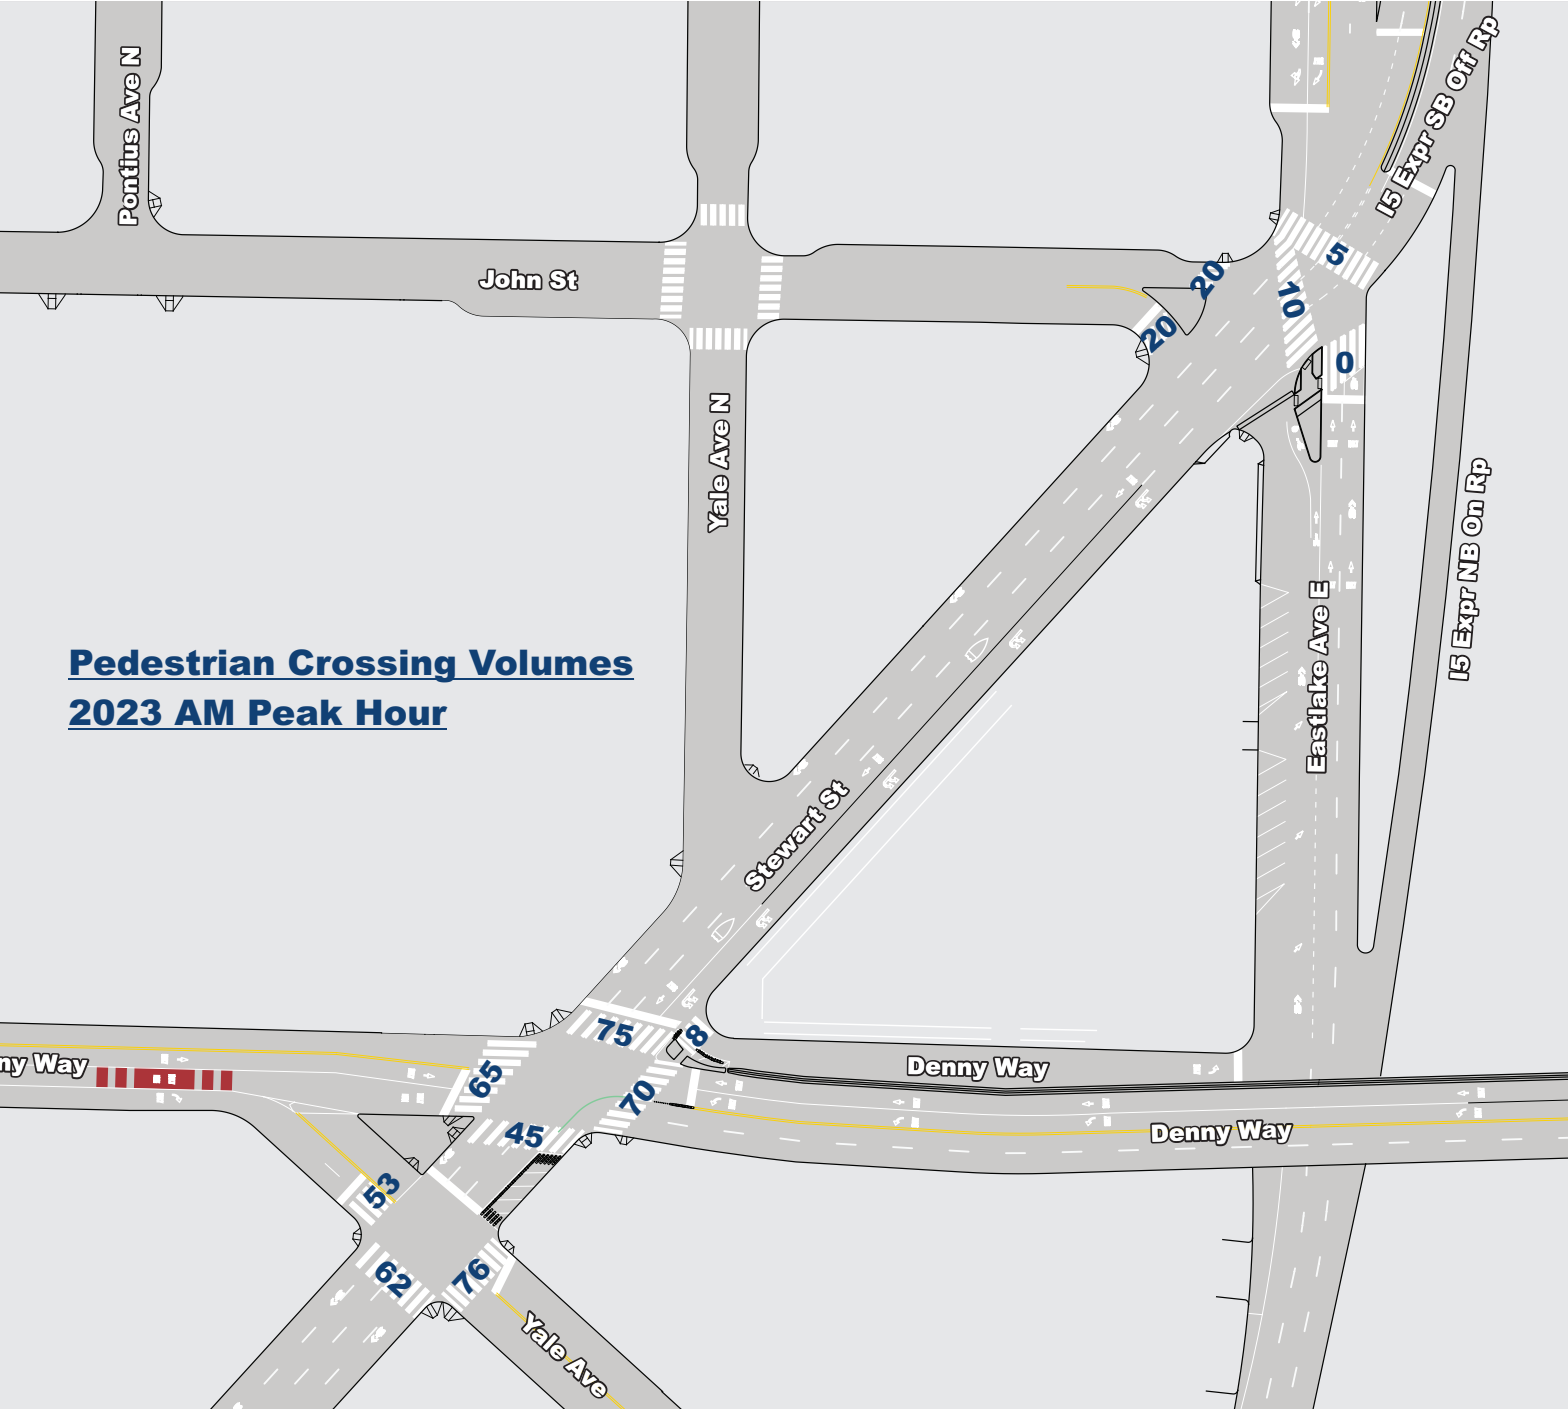 Pontius Ave N
I5 Expr SB Off Rp
John St
20
5
10
20
0
Yale Ave N
I5 Expr NB On Rp
Eastlake Ave E
Pedestrian Crossing Volumes
2023 AM Peak Hour
Stewart St
75
8
ny Way
65
70
Denny Way
45
Denny Way
53
62
76
Yale Ave